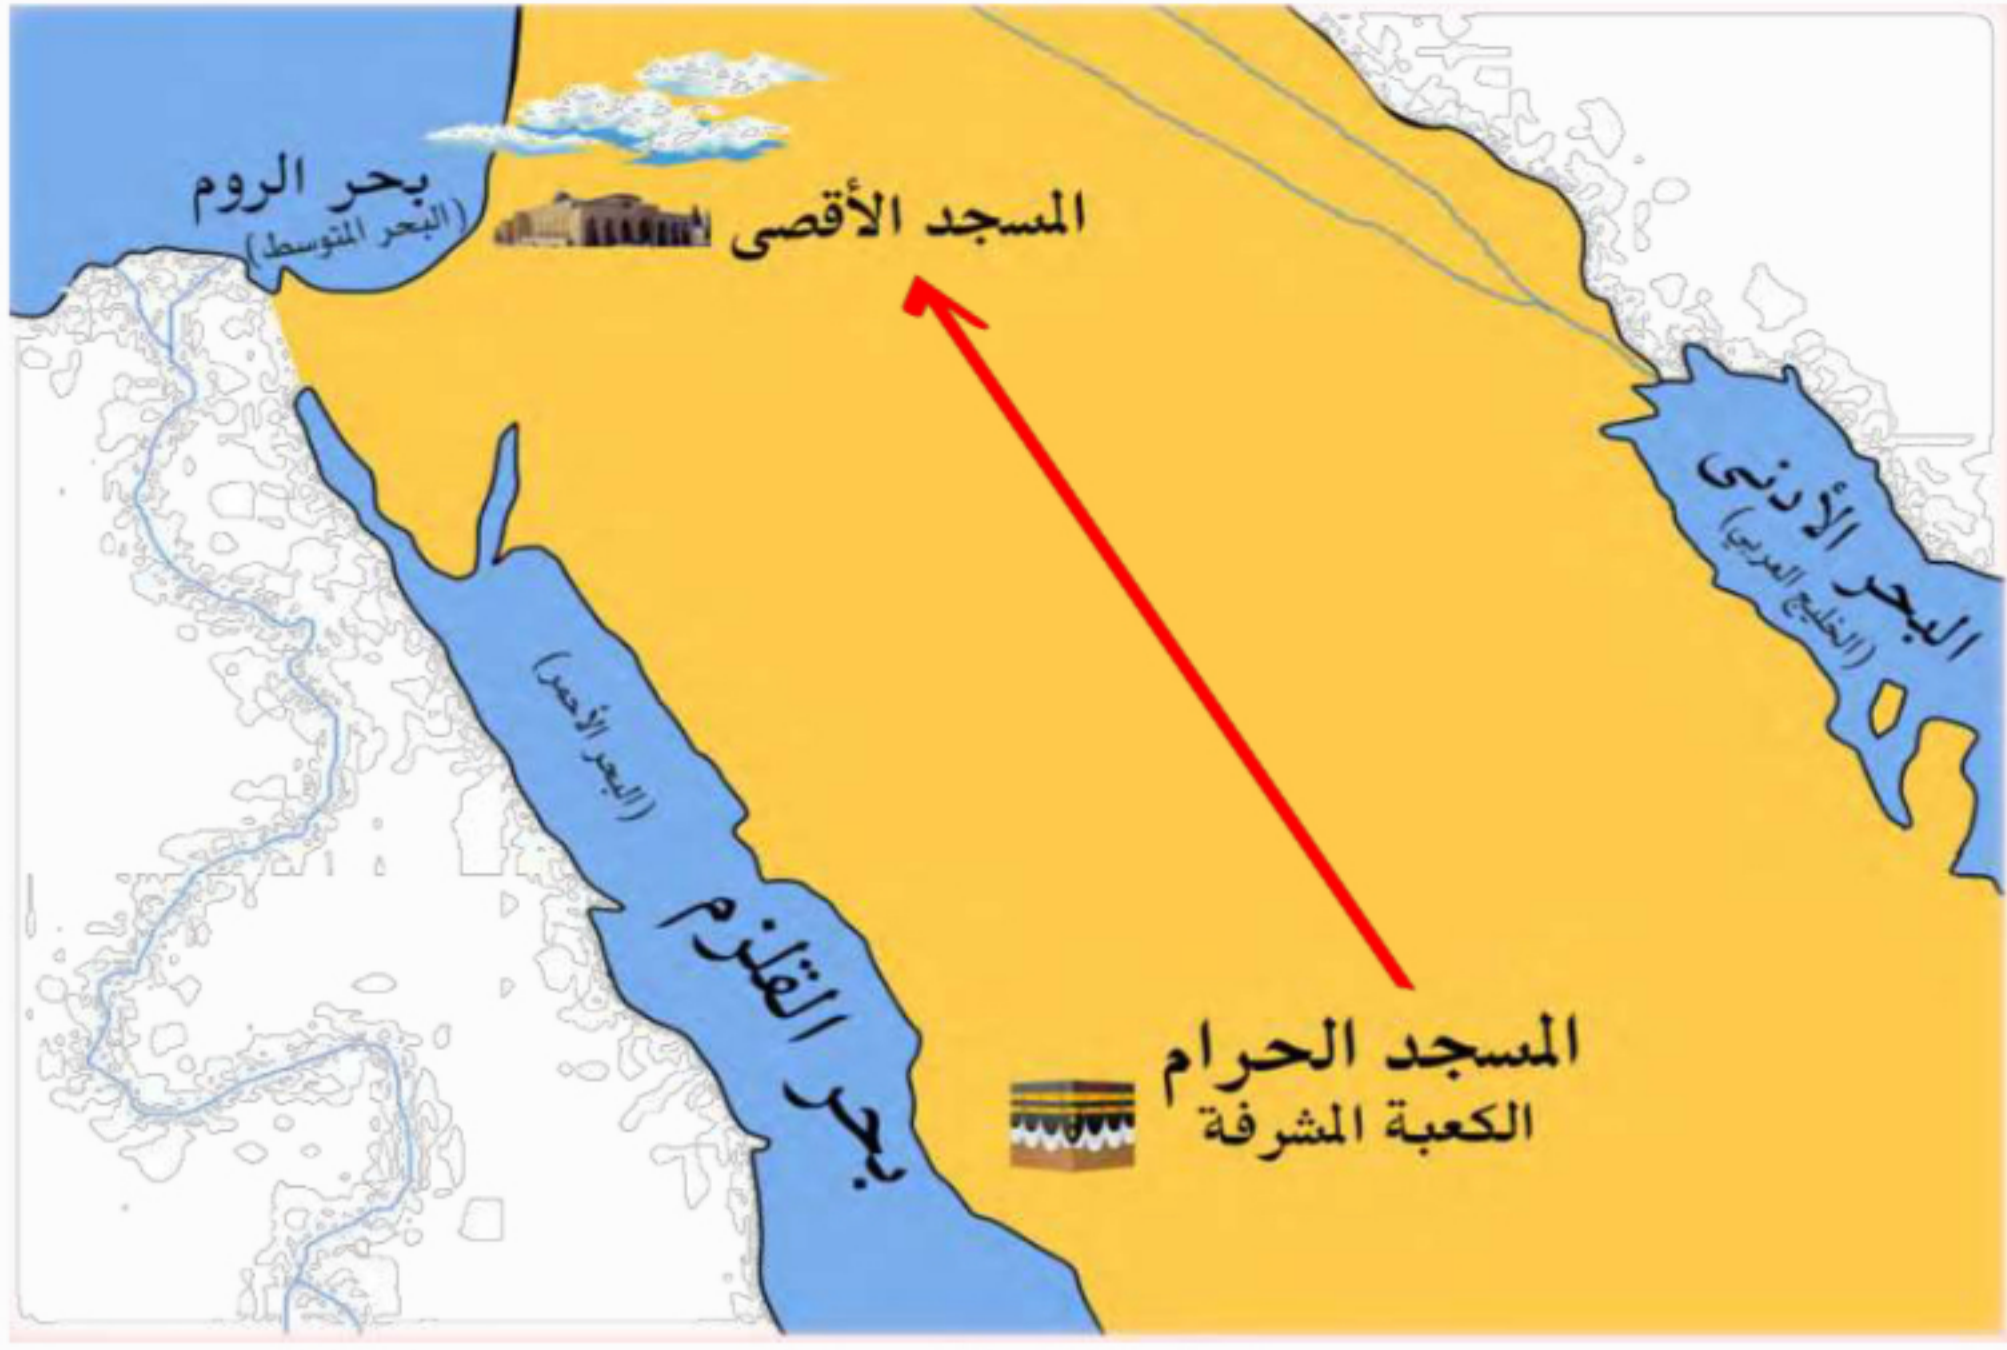 بحر الروم
(البحر المتوسط)
المسجد الأقصى
البحر الأدنى
(الخليج العربي)
(البحر الأحمر)
بحر القلزم
المسجد الحرام
الكعبة المشرفة